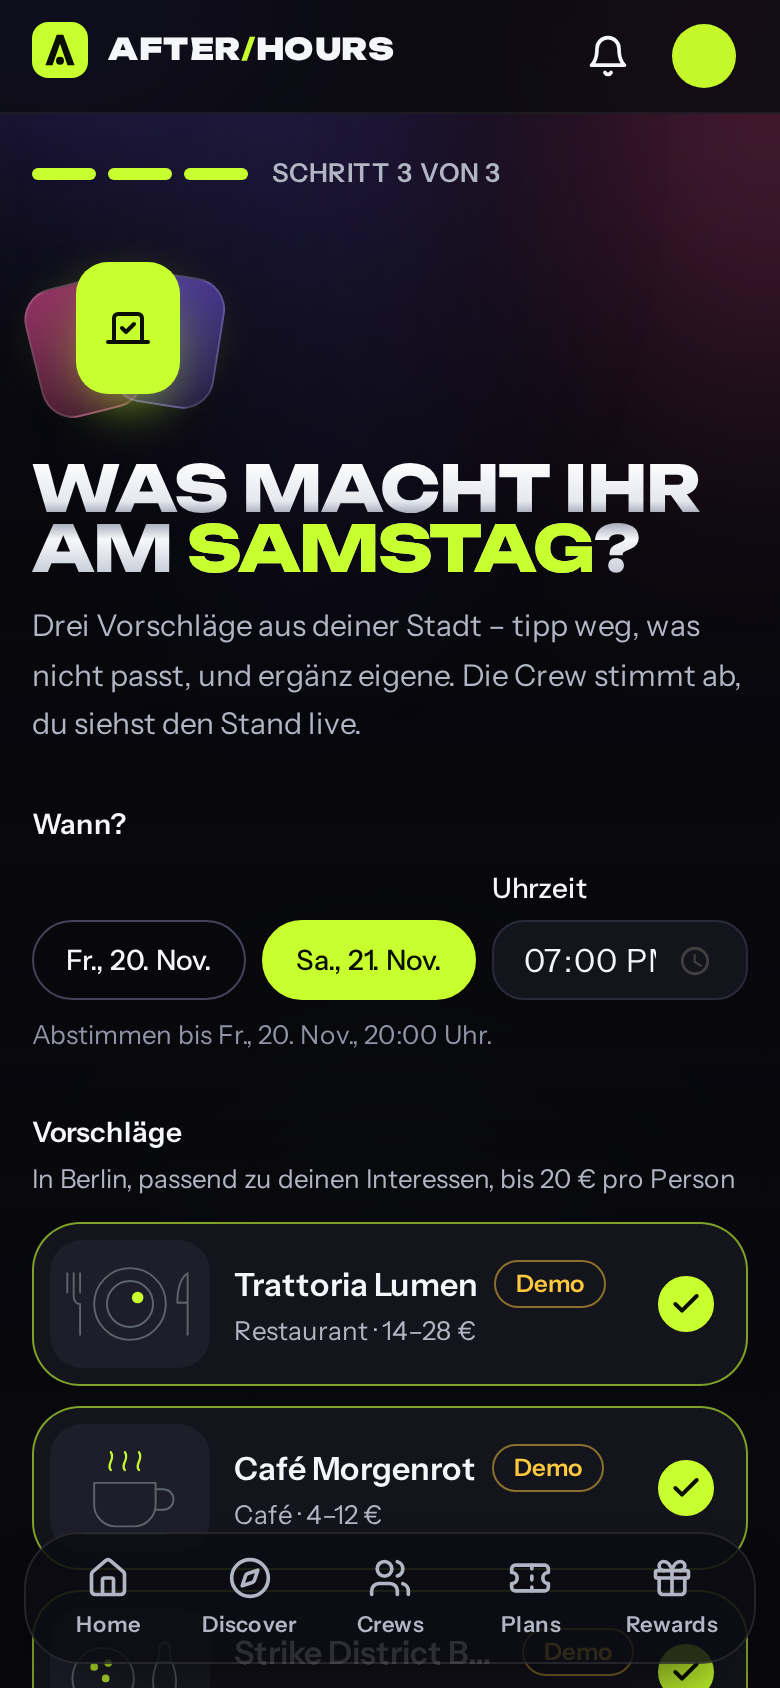 AFTER/HOURS
SCHRITT 3 VON 3
WAS MACHT IHR
AM SAMSTAG?
Drei Vorschläge aus deiner Stadt – tipp weg, was
nicht passt, und ergänz eigene. Die Crew stimmt ab,
du siehst den Stand live.
Wann?
Uhrzeit
Fr., 20. Nov.
Sa., 21. Nov.
07:00 PM
Abstimmen bis Fr., 20. Nov., 20:00 Uhr.
Vorschläge
In Berlin, passend zu deinen Interessen, bis 20 € pro Person
Trattoria Lumen
Demo
Restaurant · 14–28 €
Café Morgenrot
Demo
Café · 4–12 €
Strike District B...
Demo
Home
Discover
Crews
Plans
Rewards